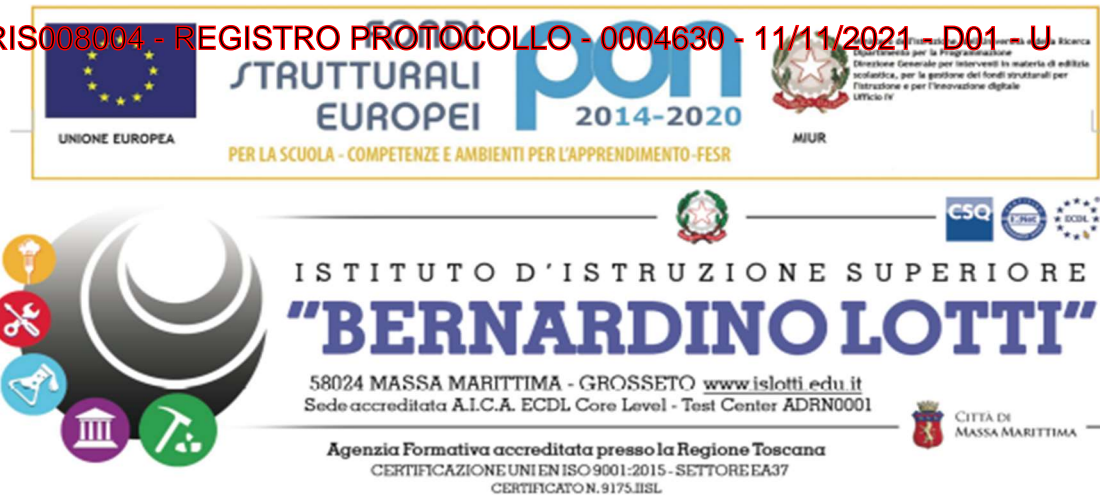 RIS008004 - REGISTRO PROTOCOLLO - 0004630 - 11/11/2021 - D01 - U
FONDI
STRUTTURALI
EUROPEI
pon
2014-2020
Dipartimento per la Programmazione
Direzione Generale per interventi in materia di edilizia
scolastica, per la gestione dei fondi strutturali per
l'istruzione e per l'innovazione digitale
Ufficio IV
UNIONE EUROPEA
MIUR
PER LA SCUOLA - COMPETENZE E AMBIENTI PER L'APPRENDIMENTO-FESR
CSQ
ECDL
ISTITUTO D'ISTRUZIONE SUPERIORE
"BERNARDINO LOTTI"
58024 MASSA MARITTIMA - GROSSETO www.islotti.edu.it
Sede accreditata A.I.C.A. ECDL Core Level - Test Center ADRN0001
CITTÀ DI
MASSA MARITTIMA
Agenzia Formativa accreditata presso la Regione Toscana
CERTIFICAZIONE UNI EN ISO 9001:2015 - SETTORE EA37
CERTIFICATO N. 9175.IISL